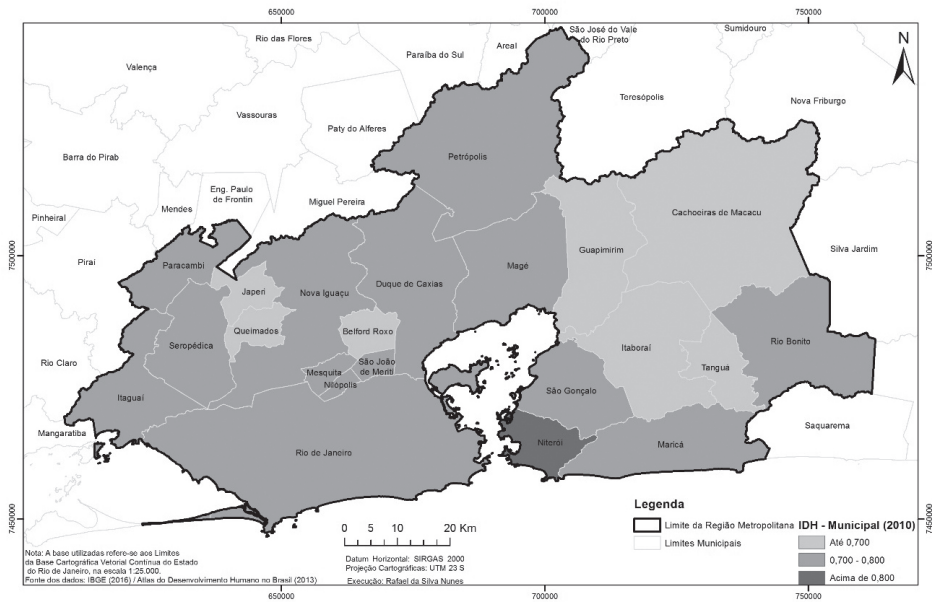 650000
700000
750000
Rio das Flores
São José do Vale
do Rio Preto
Sumidouro
Areal
Paraíba do Sul
N
Valença
Teresópolis
Nova Friburgo
Vassouras
Paty do Alferes
Barra do Pirab
Petrópolis
Eng. Paulo
de Frontin
Miguel Pereira
Mendes
Pinheiral
Cachoeiras de Macacu
7500000
7500000
Piraí
Paracambi
Guapimirim
Silva Jardim
Magé
Duque de Caxias
Japeri
Nova Iguaçu
Queimados
Belford Roxo
Seropédica
Rio Bonito
Itaboraí
Rio Claro
São João
de Meriti
Tangua
Mesquita
Nilópolis
São Gonçalo
Itaguaí
Mangaratiba
Saquarema
Niterói
Maricá
Rio de Janeiro
Legenda
Limite da Região Metropolitana
Limites Municipais
IDH - Municipal (2010)
Até 0,700
0,700 - 0,800
Acima de 0,800
7450000
7450000
0 5 10 20 Km
Datum Horizontal: SIRGAS 2000
Projeção Cartográficas: UTM 23 S
Execução: Rafael da Silva Nunes
Nota: A base utilizadas refere-se aos Limites
da Base Cartográfica Vetorial Contínua do Estado
do Rio de Janeiro, na escala 1:25.000.
Fonte dos dados: IBGE (2016) / Atlas do Desenvolvimento Humano no Brasil (2013)
650000
700000
750000